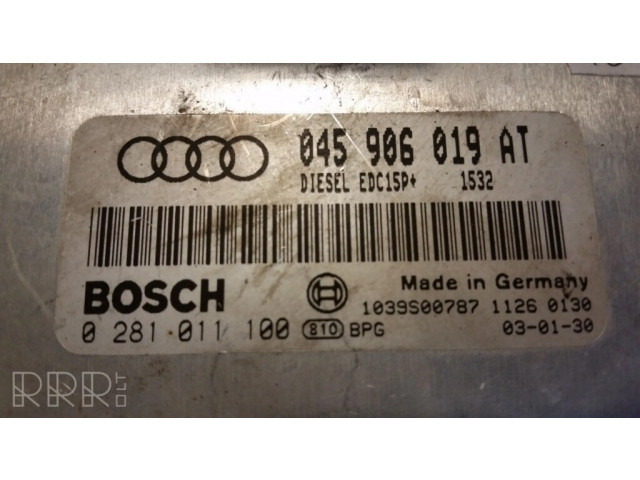 045 906 019 AT
DIESEL EDC15P+ 1532
BOSCH
Made in Germany
1039S00787 1126 0130
0 281 011 100 810 BPG 03-01-30
RRR.LT